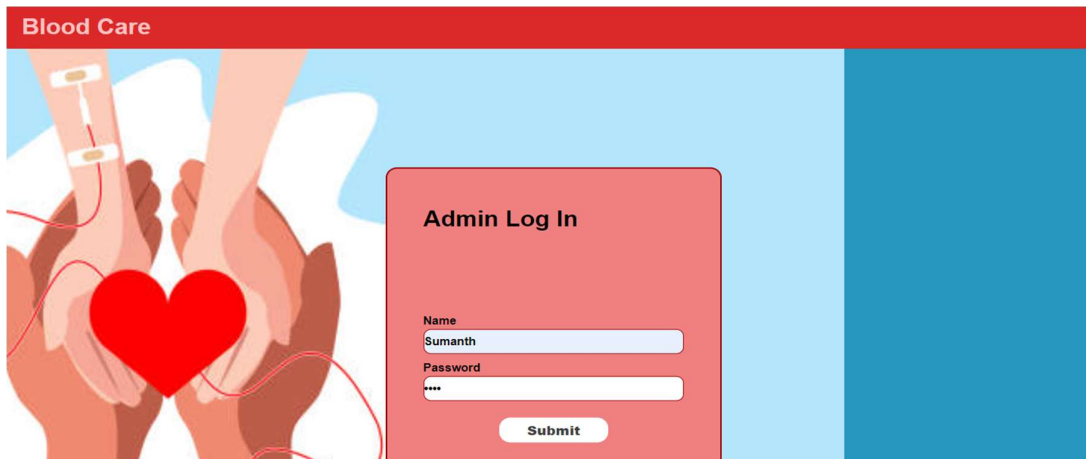 Blood Care
Admin Log In
Name
Sumanth
Password
••••
Submit